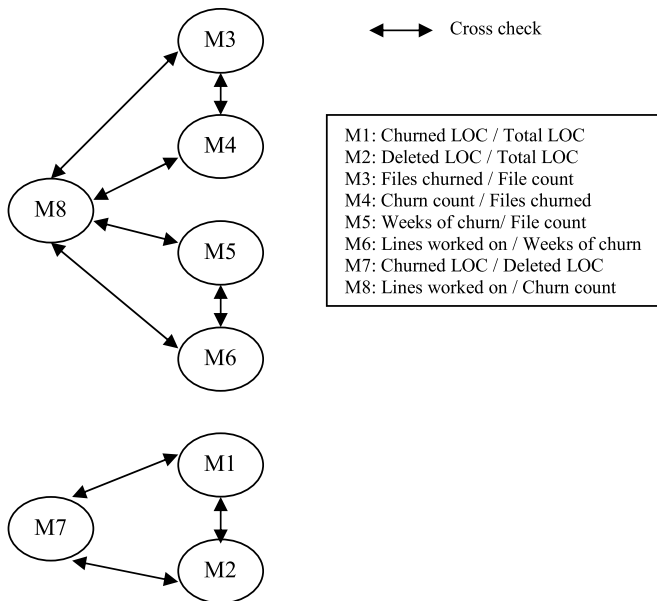 M3
Cross check
M4
M8
M5
M6
M1: Churned LOC / Total LOC
M2: Deleted LOC / Total LOC
M3: Files churned / File count
M4: Churn count / Files churned
M5: Weeks of churn/ File count
M6: Lines worked on / Weeks of churn
M7: Churned LOC / Deleted LOC
M8: Lines worked on / Churn count
M1
M7
M2